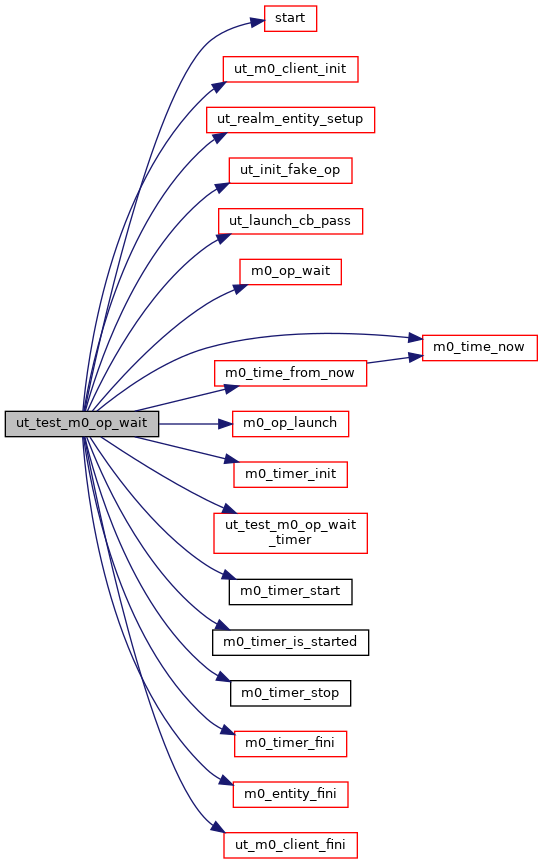 start
ut_m0_client_init
ut_realm_entity_setup
ut_init_fake_op
ut_launch_cb_pass
m0_op_wait
m0_time_now
m0_time_from_now
ut_test_m0_op_wait
m0_op_launch
m0_timer_init
ut_test_m0_op_wait
_timer
m0_timer_start
m0_timer_is_started
m0_timer_stop
m0_timer_fini
m0_entity_fini
ut_m0_client_fini